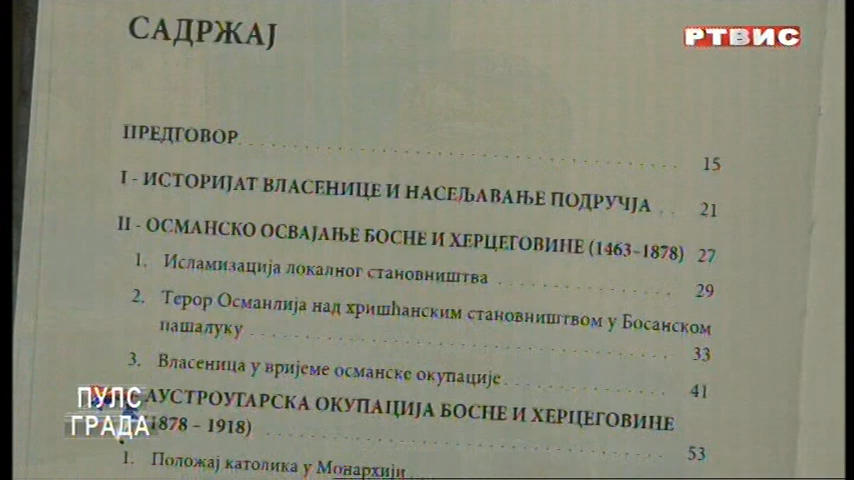 САДРЖАЈ
РТВИС
ПРЕДГОВОР 15
I - ИСТОРИЈАТ ВЛАСЕНИЦЕ И НАСЕЉАВАЊЕ ПОДРУЧЈА 21
II - ОСМАНСКО ОСВАЈАЊЕ БОСНЕ И ХЕРЦЕГОВИНЕ (1463–1878) 27
1. Исламизација локалног становништва 29
2. Терор Османлија над хришћанским становништвом у Босанском
пашалуку 33
3. Власеница у вријеме османске окупације 41
АУСТРОУГАРСКА ОКУПАЦИЈА БОСНЕ И ХЕРЦЕГОВИНЕ
1878 – 1918) 53
1. Положај католика у Монархији
ПУЛС
ГРАДА